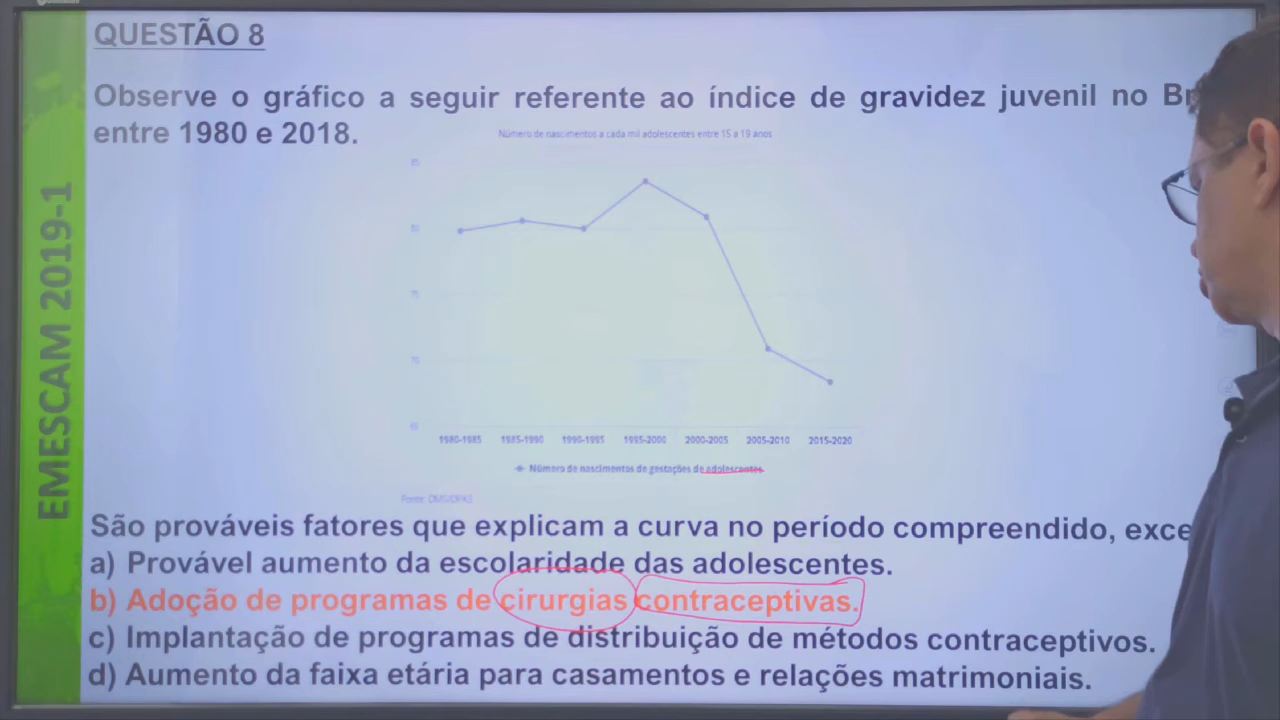 QUESTÃO 8
Observe o gráfico a seguir referente ao índice de gravidez juvenil no Br
entre 1980 e 2018.
Número de nascimentos a cada mil adolescentes entre 15 a 19 anos
85
80
75
70
65
1980-1985 1985-1990 1990-1995 1995-2000 2000-2005 2005-2010 2015-2020
Número de nascimentos de gestações de adolescentes
Fonte: OMS/OPAS
EMESCAM 2019-1
São prováveis fatores que explicam a curva no período compreendido, exce
a) Provável aumento da escolaridade das adolescentes.
b) Adoção de programas de cirurgias contraceptivas.
c) Implantação de programas de distribuição de métodos contraceptivos.
d) Aumento da faixa etária para casamentos e relações matrimoniais.